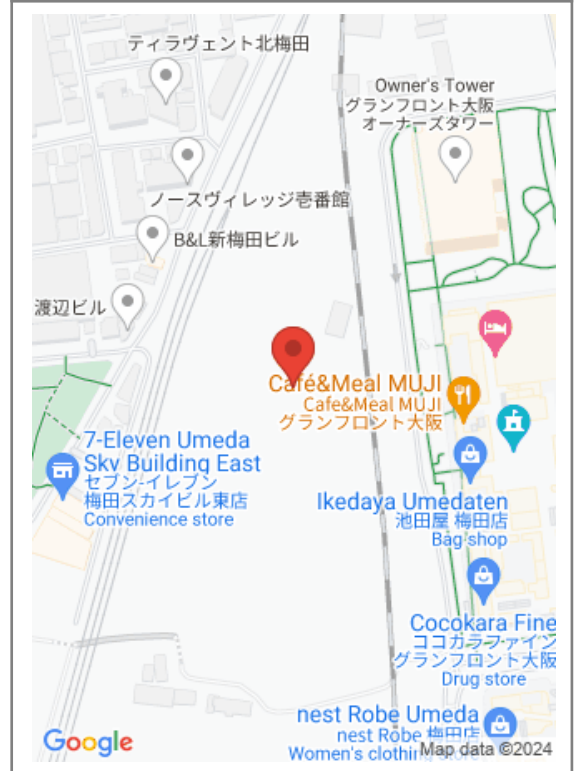 ティラヴェント北梅田
Owner's Tower
グランフロント大阪
オーナーズタワー
ノースヴィレッジ壱番館
B&L新梅田ビル
渡辺ビル
Café&Meal MUJI
Cafe&Meal MUJI
グランフロント大阪
7-Eleven Umeda
Sky Building East
セブン-イレブン
梅田スカイビル東店
Convenience store
Ikedaya Umedaten
池田屋 梅田店
Bag shop
Cocokara Fine
ココカラファイン
グランフロント大阪
Drug store
nest Robe Umeda
nest Robe 梅田店
Women's clothing store
Google
Map data ©2024